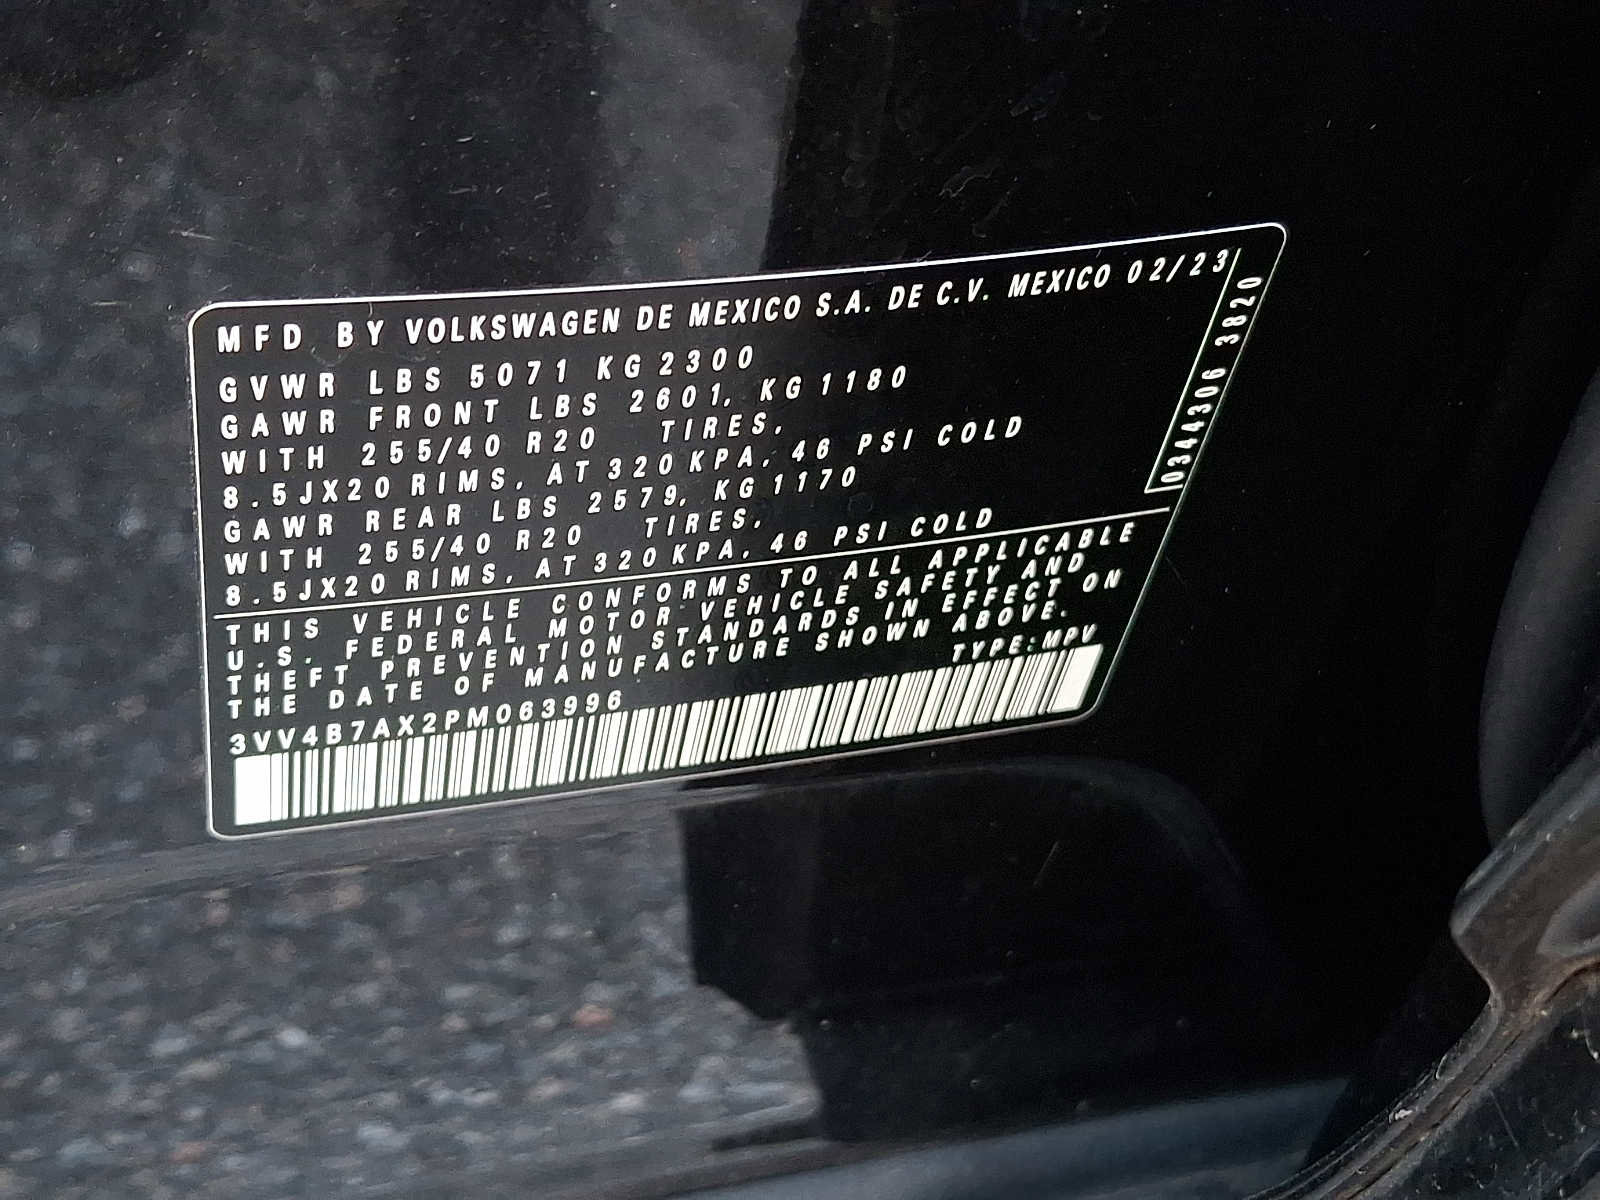 MFD BY VOLKSWAGEN DE MEXICO S.A. DE C.V. MEXICO 02/23
GVWR LBS 5071 KG 2300
GAWR FRONT LBS 2601, KG 1180
WITH 255/40 R20 TIRES,
8.5JX20 RIMS, AT 320 KPA, 46 PSI COLD
GAWR REAR LBS 2579, KG 1170
WITH 255/40 R20 TIRES,
8.5JX20 RIMS, AT 320 KPA, 46 PSI COLD
THIS VEHICLE CONFORMS TO ALL APPLICABLE
U.S. FEDERAL MOTOR VEHICLE SAFETY AND
THEFT PREVENTION STANDARDS IN EFFECT ON
THE DATE OF MANUFACTURE SHOWN ABOVE.
TYPE:MPV
3VV4B7AX2PM063996
0344306 3820